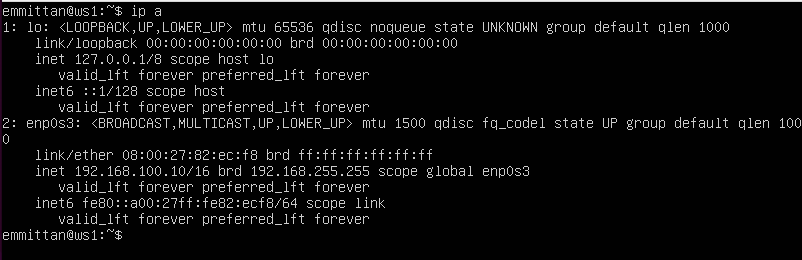 emmittan@ws1:~$ ip a
1: lo: <LOOPBACK,UP,LOWER_UP> mtu 65536 qdisc noqueue state UNKNOWN group default qlen 1000
    link/loopback 00:00:00:00:00:00 brd 00:00:00:00:00:00
    inet 127.0.0.1/8 scope host lo
       valid_lft forever preferred_lft forever
    inet6 ::1/128 scope host
       valid_lft forever preferred_lft forever
2: enp0s3: <BROADCAST,MULTICAST,UP,LOWER_UP> mtu 1500 qdisc fq_codel state UP group default qlen 100
0
    link/ether 08:00:27:82:ec:f8 brd ff:ff:ff:ff:ff:ff
    inet 192.168.100.10/16 brd 192.168.255.255 scope global enp0s3
       valid_lft forever preferred_lft forever
    inet6 fe80::a00:27ff:fe82:ecf8/64 scope link
       valid_lft forever preferred_lft forever
emmittan@ws1:~$